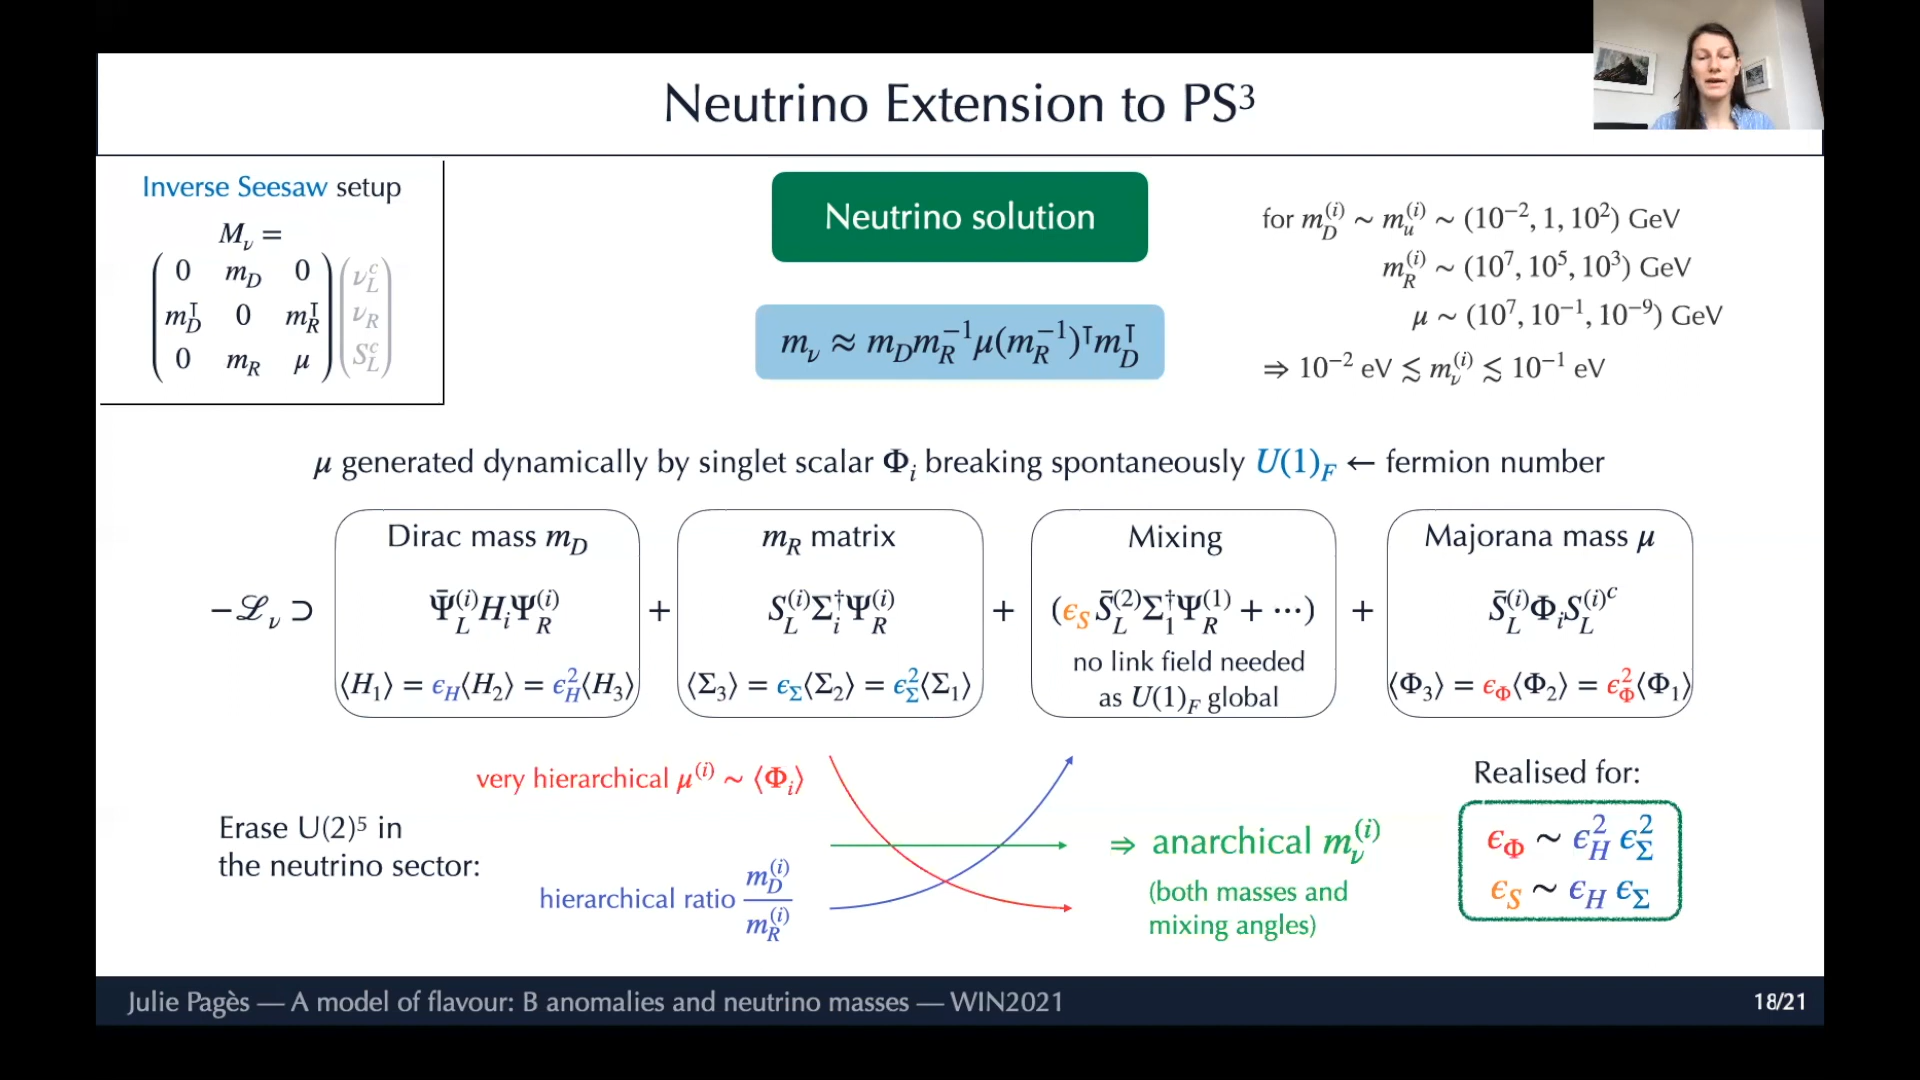 Neutrino Extension to PS³
Inverse Seesaw setup
M_ν =
( 0 m_D 0 ) ( ν_L^c )
( m_D^⊺ 0 m_R^⊺ ) ( ν_R )
( 0 m_R μ ) ( S_L^c )
Neutrino solution
m_ν ≈ m_D m_R^{-1} μ(m_R^{-1})^⊺ m_D^⊺
for m_D^{(i)} ~ m_u^{(i)} ~ (10^{-2}, 1, 10^2) GeV
m_R^{(i)} ~ (10^7, 10^5, 10^3) GeV
μ ~ (10^7, 10^{-1}, 10^{-9}) GeV
⇒ 10^{-2} eV ≲ m_ν^{(i)} ≲ 10^{-1} eV
μ generated dynamically by singlet scalar Φ_i breaking spontaneously U(1)_F ← fermion number
Dirac mass m_D
m_R matrix
Mixing
Majorana mass μ
−ℒ_ν ⊃ Ψ̄_L^{(i)} H_i Ψ_R^{(i)} + S_L^{(i)} Σ_i^† Ψ_R^{(i)} + (ϵ_S S̄_L^{(2)} Σ_1^† Ψ_R^{(1)} + ⋯) + S̄_L^{(i)} Φ_i S_L^{(i)c}
⟨H_1⟩ = ϵ_H⟨H_2⟩ = ϵ_H^2⟨H_3⟩
⟨Σ_3⟩ = ϵ_Σ⟨Σ_2⟩ = ϵ_Σ^2⟨Σ_1⟩
no link field needed
as U(1)_F global
⟨Φ_3⟩ = ϵ_Φ⟨Φ_2⟩ = ϵ_Φ^2⟨Φ_1⟩
Erase U(2)⁵ in
the neutrino sector:
very hierarchical μ^{(i)} ~ ⟨Φ_i⟩
hierarchical ratio m_D^{(i)} / m_R^{(i)}
⇒ anarchical m_ν^{(i)}
(both masses and
mixing angles)
Realised for:
ϵ_Φ ~ ϵ_H^2 ϵ_Σ^2
ϵ_S ~ ϵ_H ϵ_Σ
Julie Pagès — A model of flavour: B anomalies and neutrino masses — WIN2021
18/21